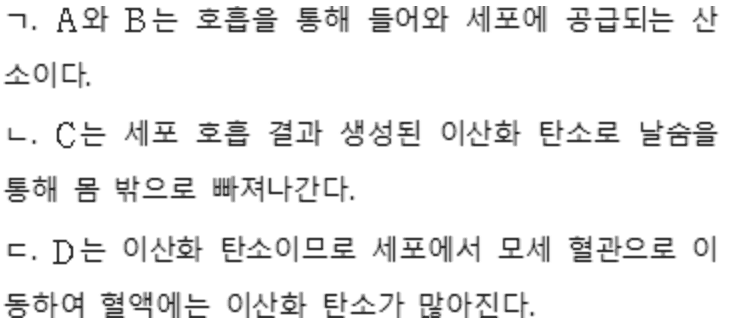 ㄱ. A와 B는 호흡을 통해 들어와 세포에 공급되는 산
소이다.
ㄴ. C는 세포 호흡 결과 생성된 이산화 탄소로 날숨을
통해 몸 밖으로 빠져나간다.
ㄷ. D는 이산화 탄소이므로 세포에서 모세 혈관으로 이
동하여 혈액에는 이산화 탄소가 많아진다.